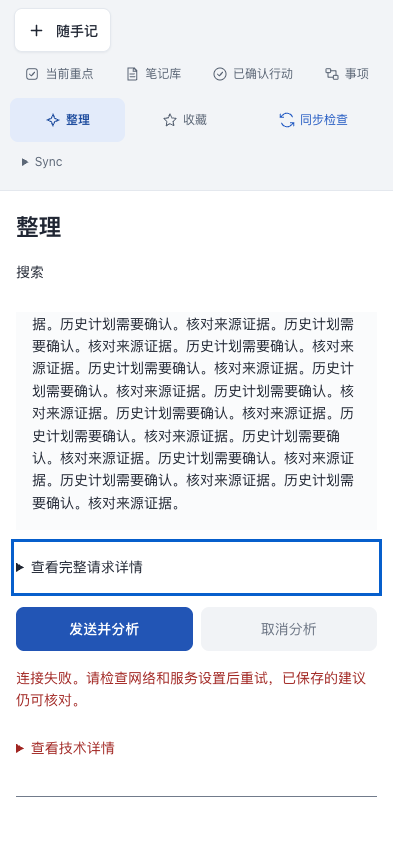 随手记
当前重点
笔记库
已确认行动
事项
整理
收藏
同步检查
Sync
整理
搜索
据。历史计划需要确认。核对来源证据。历史计划需
要确认。核对来源证据。历史计划需要确认。核对来
源证据。历史计划需要确认。核对来源证据。历史计
划需要确认。核对来源证据。历史计划需要确认。核
对来源证据。历史计划需要确认。核对来源证据。历
史计划需要确认。核对来源证据。历史计划需要确
认。核对来源证据。历史计划需要确认。核对来源证
据。历史计划需要确认。核对来源证据。历史计划需
要确认。核对来源证据。
查看完整请求详情
发送并分析
取消分析
连接失败。请检查网络和服务设置后重试，已保存的建议
仍可核对。
查看技术详情